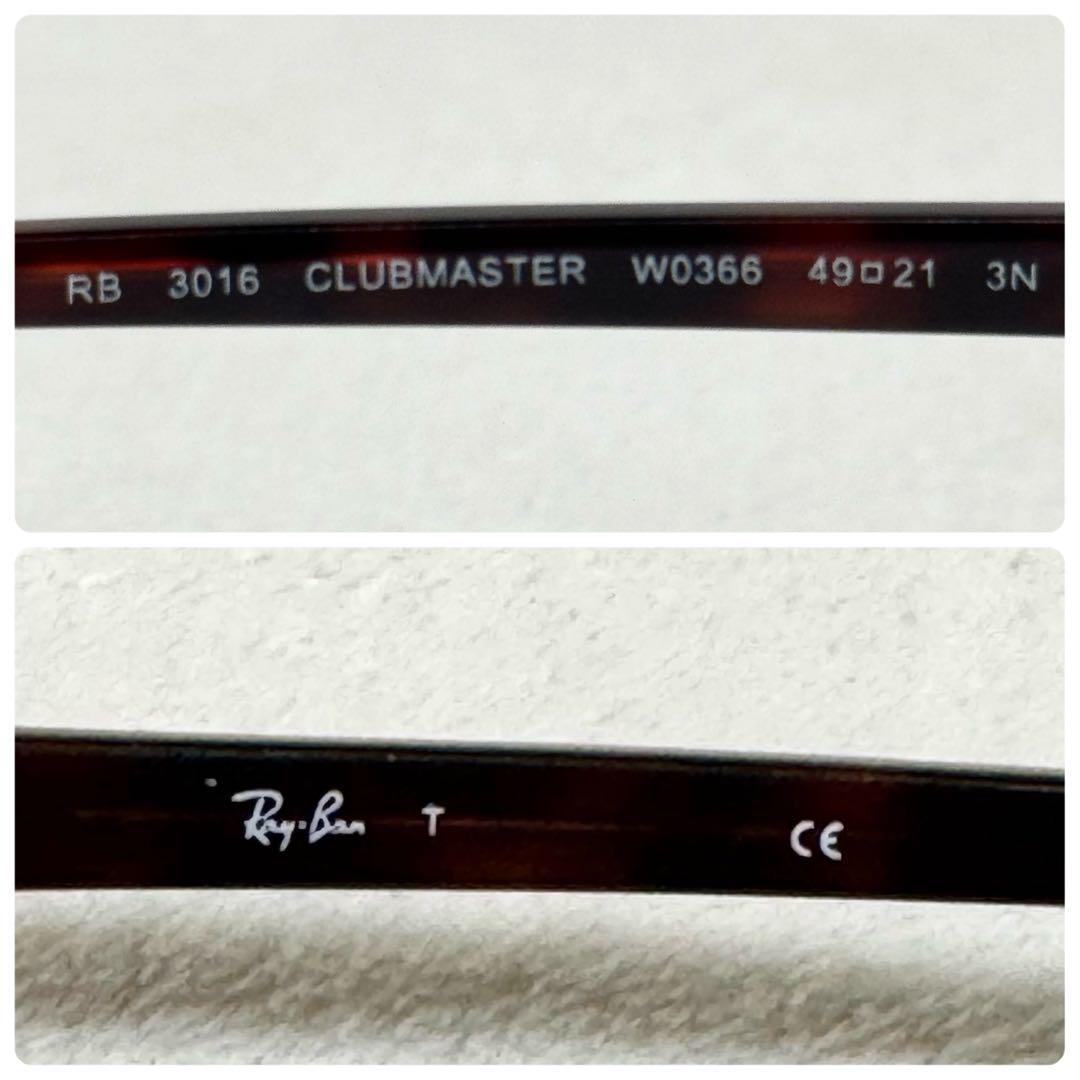 RB 3016 CLUBMASTER W0366 49□21 3N
Ray-Ban T CE